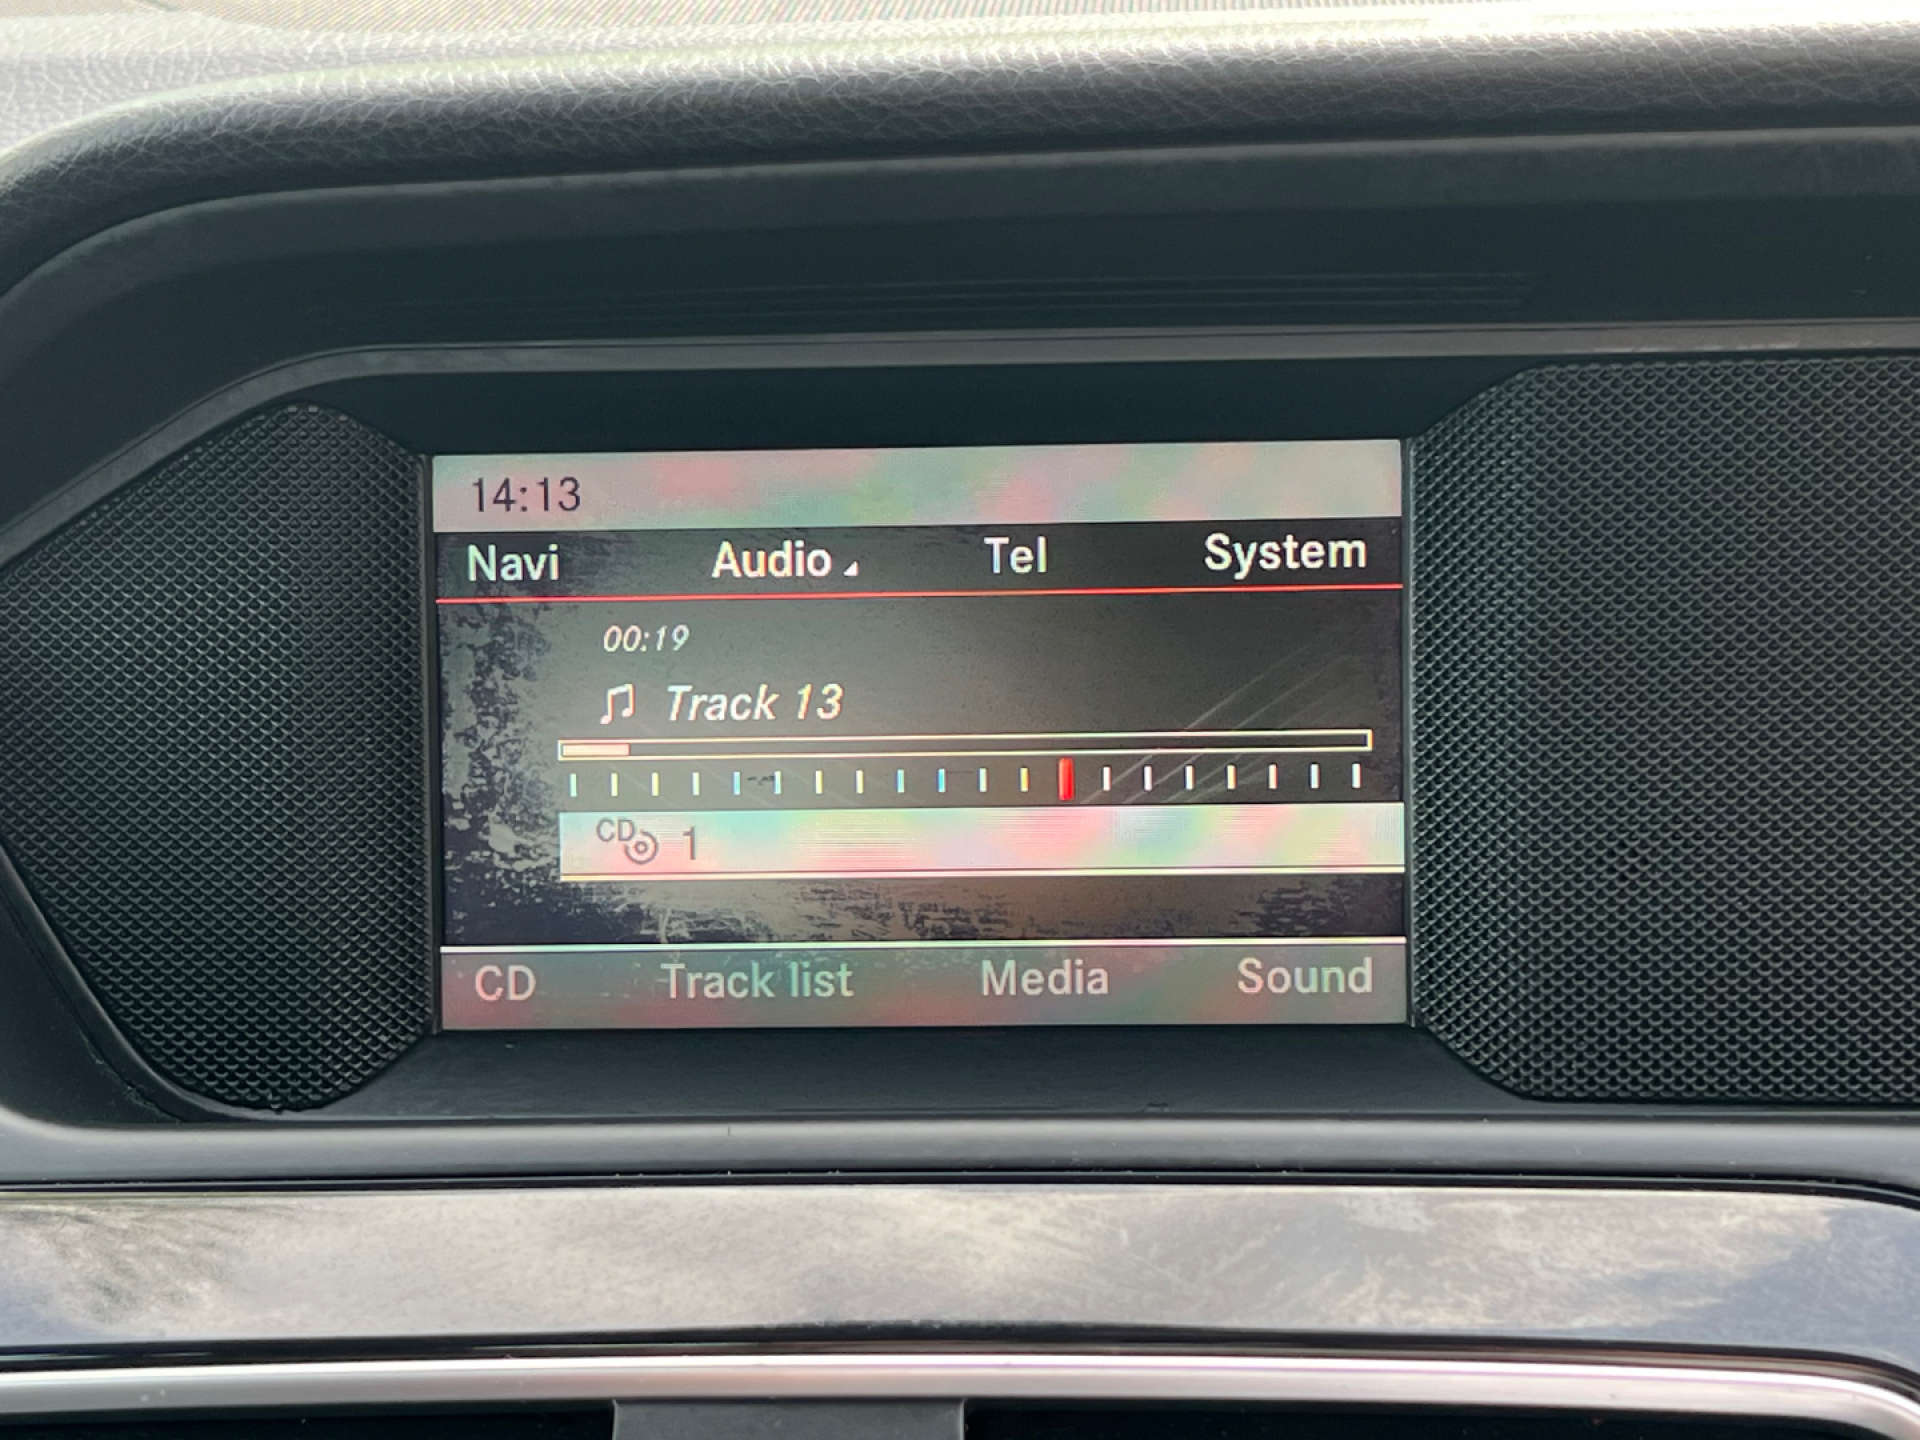 14:13
Navi Audio Tel System
00:19
Track 13
CD 1
CD Track list Media Sound